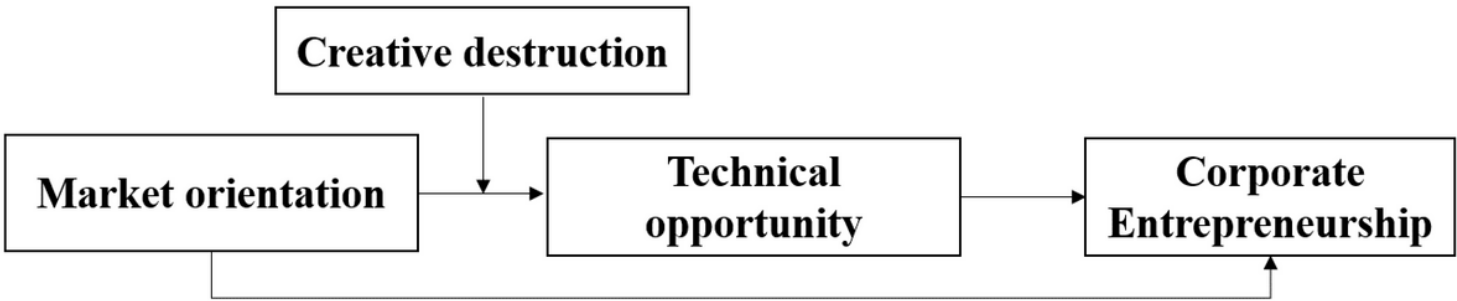 Creative destruction
Market orientation
Technical
opportunity
Corporate
Entrepreneurship